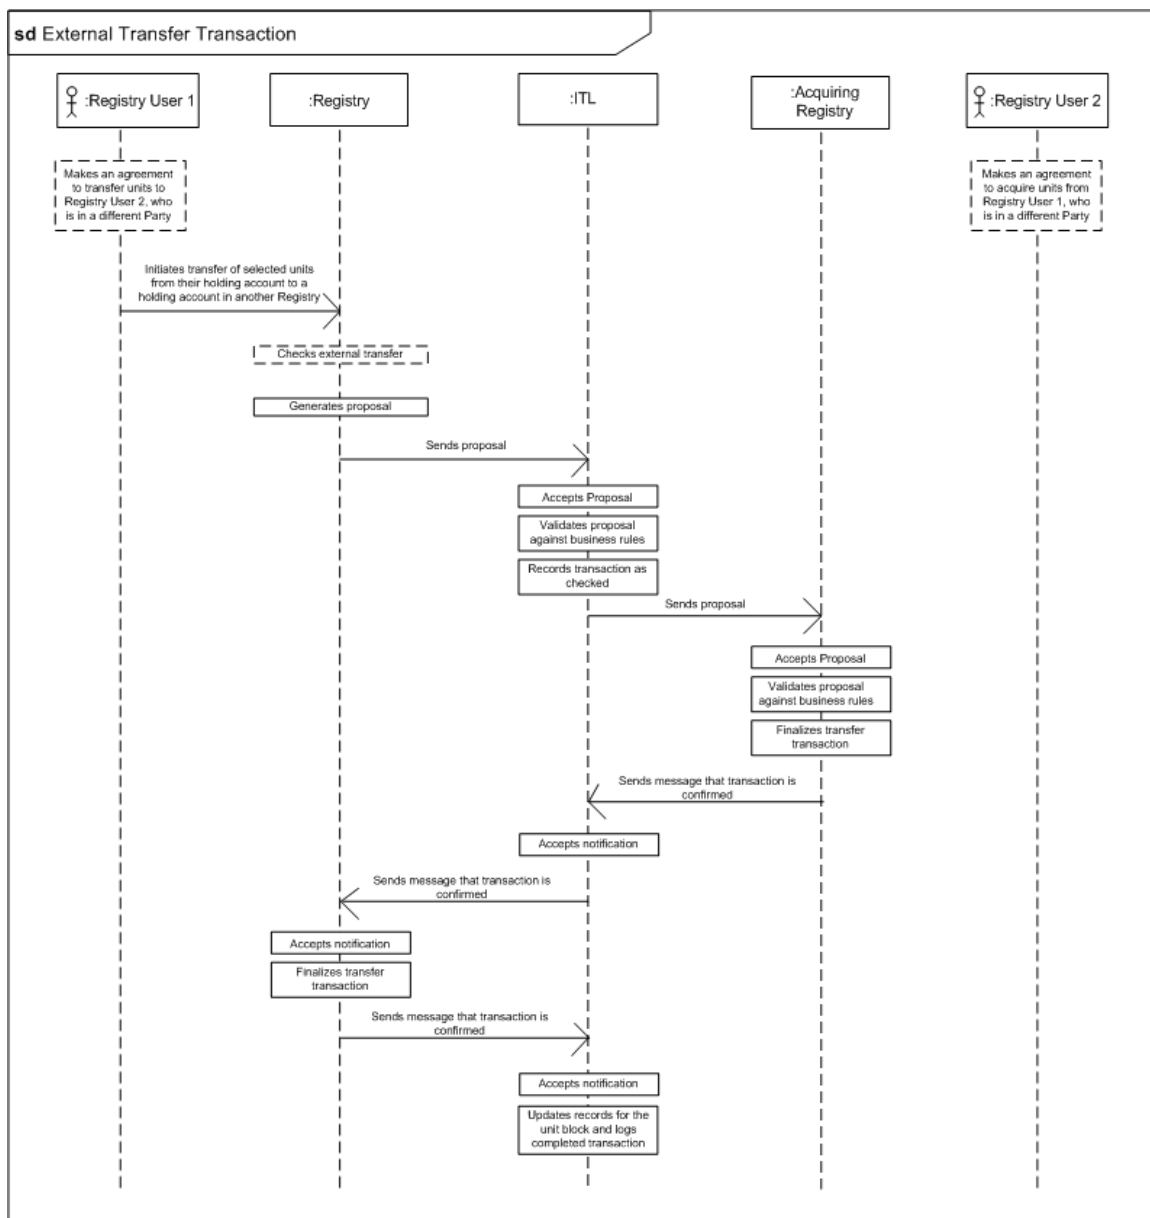 sd External Transfer Transaction
:Registry User 1
:Registry
:ITL
:Acquiring
Registry
:Registry User 2
Makes an agreement
to transfer units to
Registry User 2, who
is in a different Party
Makes an agreement
to acquire units from
Registry User 1, who
is in a different Party
Initiates transfer of selected units
from their holding account to a
holding account in another Registry
Checks external transfer
Generates proposal
Sends proposal
Accepts Proposal
Validates proposal
against business rules
Records transaction as
checked
Sends proposal
Accepts Proposal
Validates proposal
against business rules
Finalizes transfer
transaction
Sends message that transaction is
confirmed
Accepts notification
Sends message that transaction is
confirmed
Accepts notification
Finalizes transfer
transaction
Sends message that transaction is
confirmed
Accepts notification
Updates records for the
unit block and logs
completed transaction